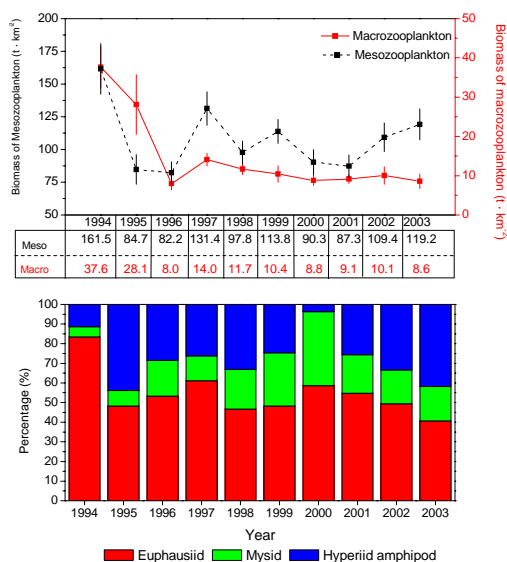 Biomass of Mesozooplankton (t · km⁻²)
200
175
150
125
100
75
50
Macrozooplankton
Mesozooplankton
50
40
30
20
10
0
Biomass of macrozooplankton (t · km⁻²)
1994 1995 1996 1997 1998 1999 2000 2001 2002 2003
Meso 161.5 84.7 82.2 131.4 97.8 113.8 90.3 87.3 109.4 119.2
Macro 37.6 28.1 8.0 14.0 11.7 10.4 8.8 9.1 10.1 8.6
Percentage (%)
100
90
80
70
60
50
40
30
20
10
0
1994 1995 1996 1997 1998 1999 2000 2001 2002 2003
Year
Euphausiid Mysid Hyperiid amphipod